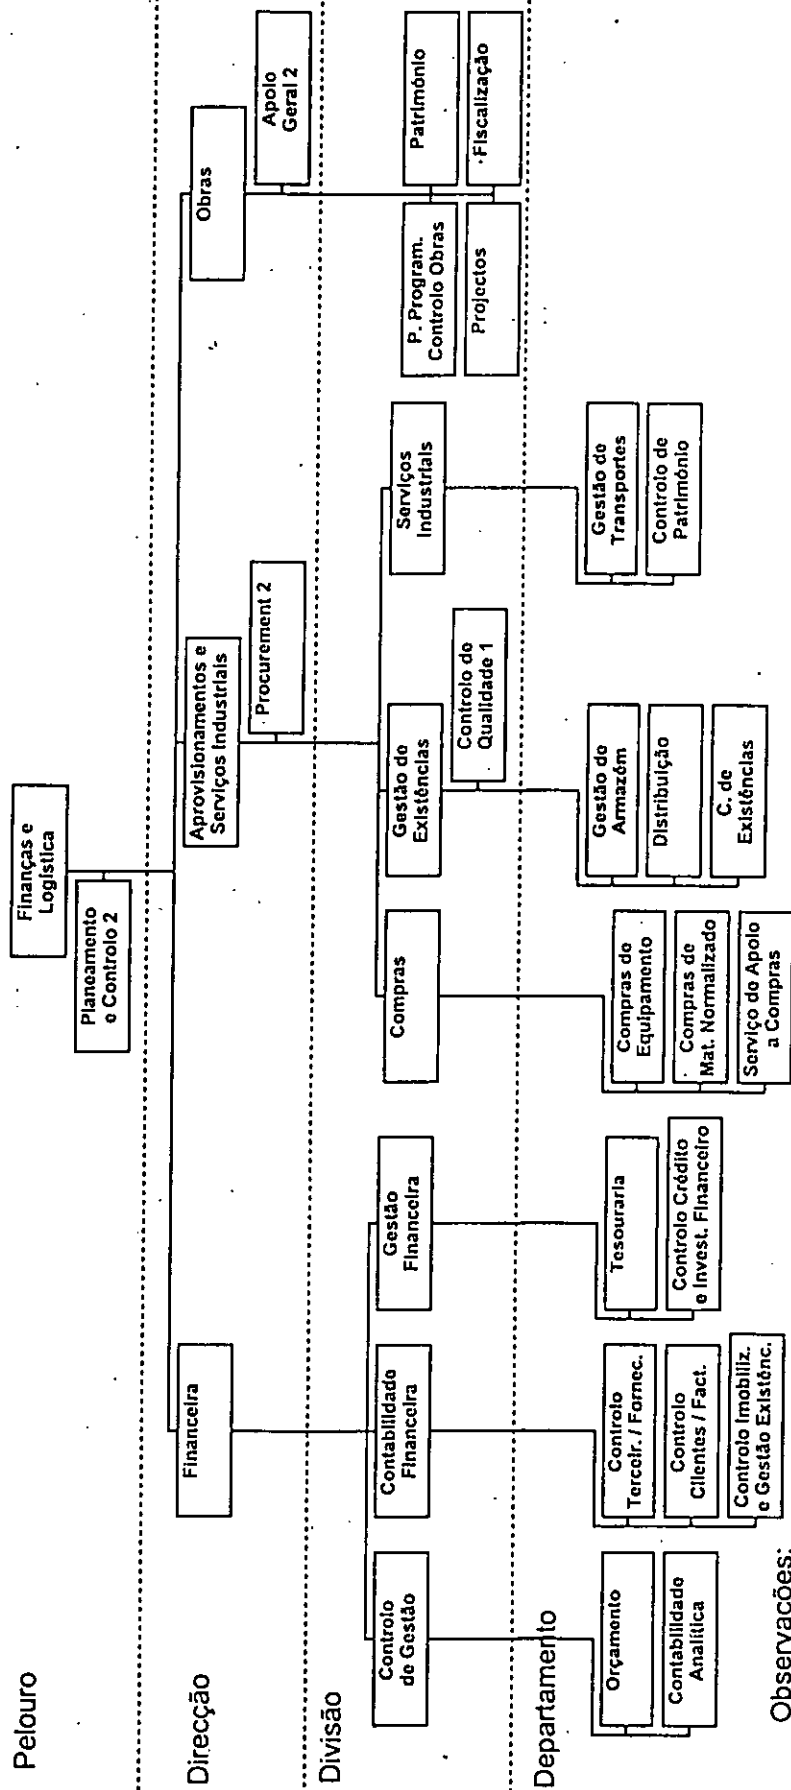 Pelouro
Finanças e
Logística
Planeamento
e Controlo 2
Direcção
Financeira
Aprovisionamentos e
Serviços Industriais
Procurement 2
Obras
Apoio
Geral 2
Divisão
Controlo
de Gestão
Contabilidade
Financeira
Gestão
Financeira
Compras
Gestão de
Existências
Controlo de
Qualidade 1
Serviços
Industriais
P. Program.
Controlo Obras
Património
Projectos
Fiscalização
Departamento
Orçamento
Contabilidade
Analítica
Controlo
Terceir. / Fornec.
Controlo
Clientes / Fact.
Controlo Imobiliz.
e Gestão Existênc.
Tesouraria
Controlo Crédito
e Invest. Financeiro
Compras de
Equipamento
Compras de
Mat. Normalizado
Serviço de Apoio
a Compras
Gestão de
Armazém
Distribuição
C. de
Existências
Gestão de
Transportes
Controlo de
Património
Observações: